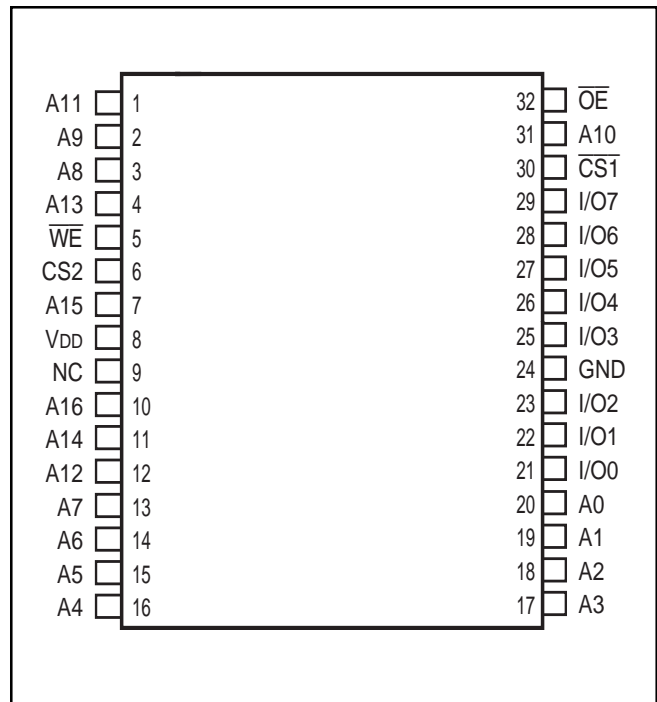 A11 1 32 O̅E̅
A9 2 31 A10
A8 3 30 C̅S̅1̅
A13 4 29 I/O7
W̅E̅ 5 28 I/O6
CS2 6 27 I/O5
A15 7 26 I/O4
VDD 8 25 I/O3
NC 9 24 GND
A16 10 23 I/O2
A14 11 22 I/O1
A12 12 21 I/O0
A7 13 20 A0
A6 14 19 A1
A5 15 18 A2
A4 16 17 A3